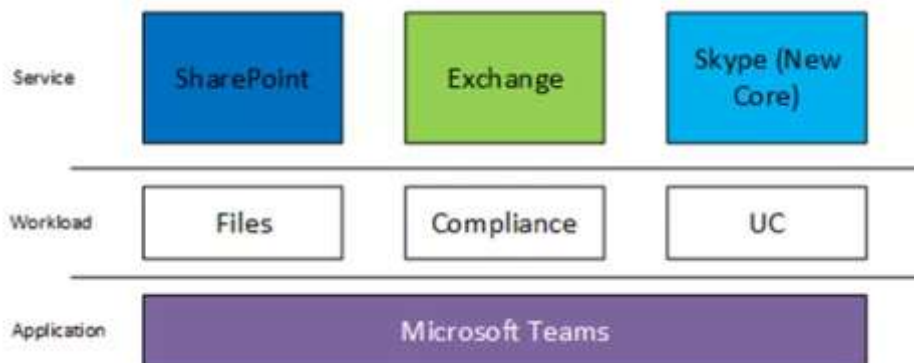 Service
SharePoint
Exchange
Skype (New
Core)
Workload
Files
Compliance
UC
Application
Microsoft Teams